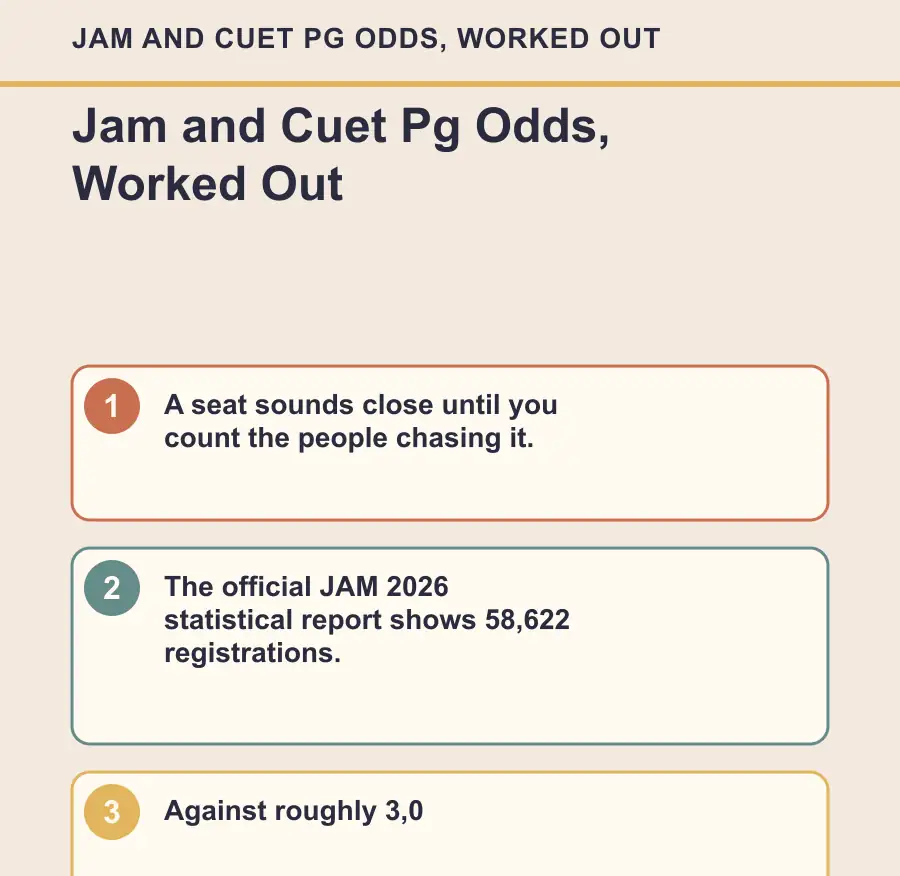 JAM AND CUET PG ODDS, WORKED OUT
Jam and Cuet Pg Odds,
Worked Out
1
A seat sounds close until you
count the people chasing it.
2
The official JAM 2026
statistical report shows 58,622
registrations.
3
Against roughly 3,0